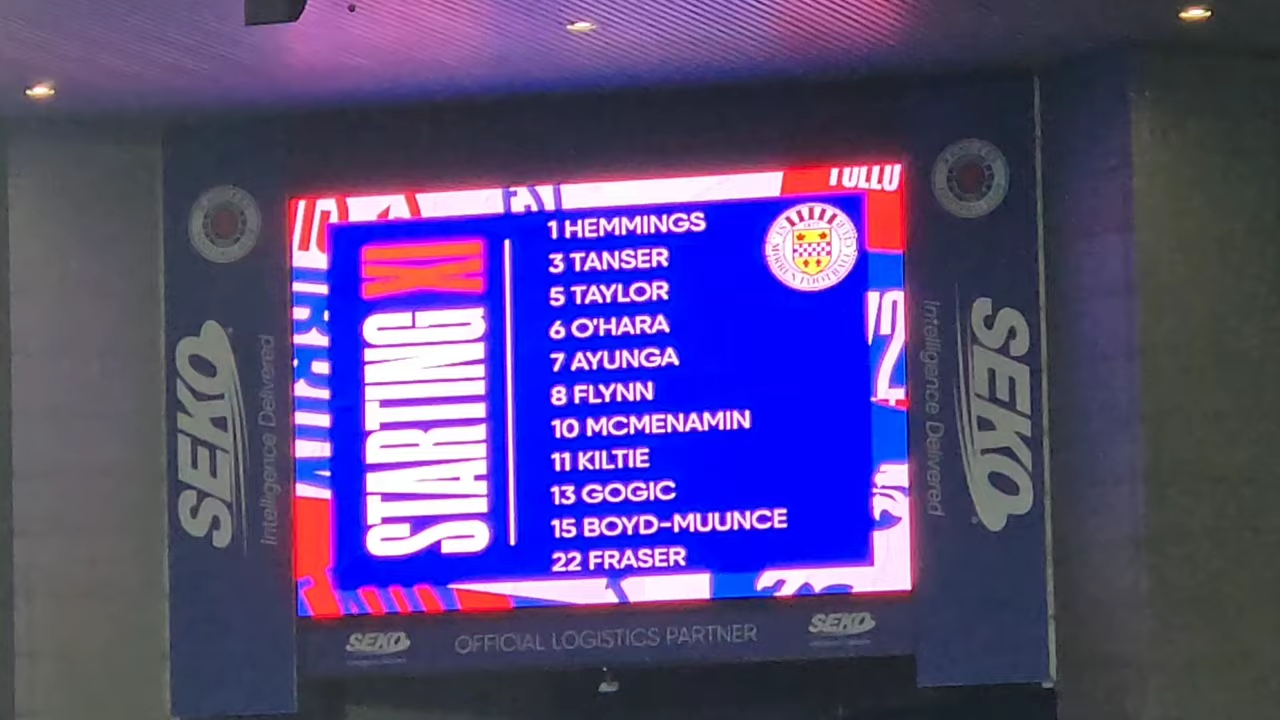 STARTING XI
1 HEMMINGS
3 TANSER
5 TAYLOR
6 O'HARA
7 AYUNGA
8 FLYNN
10 MCMENAMIN
11 KILTIE
13 GOGIC
15 BOYD-MUUNCE
22 FRASER
SEKO
Intelligence Delivered
SEKO
Intelligence Delivered
SEKO
OFFICIAL LOGISTICS PARTNER
SEKO